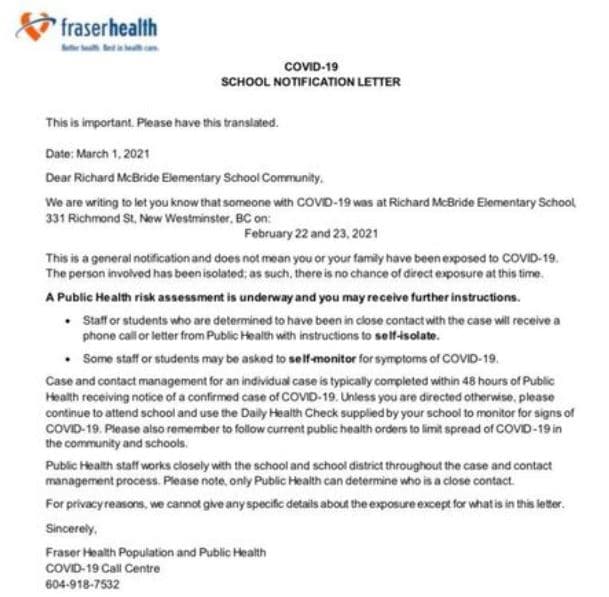 fraserhealth
Better health. Best in health care.
COVID-19
SCHOOL NOTIFICATION LETTER
This is important. Please have this translated.
Date: March 1, 2021
Dear Richard McBride Elementary School Community,
We are writing to let you know that someone with COVID-19 was at Richard McBride Elementary School,
331 Richmond St, New Westminster, BC on:
February 22 and 23, 2021
This is a general notification and does not mean you or your family have been exposed to COVID-19.
The person involved has been isolated; as such, there is no chance of direct exposure at this time.
A Public Health risk assessment is underway and you may receive further instructions.
• Staff or students who are determined to have been in close contact with the case will receive a
phone call or letter from Public Health with instructions to self-isolate.
• Some staff or students may be asked to self-monitor for symptoms of COVID-19.
Case and contact management for an individual case is typically completed within 48 hours of Public
Health receiving notice of a confirmed case of COVID-19. Unless you are directed otherwise, please
continue to attend school and use the Daily Health Check supplied by your school to monitor for signs of
COVID-19. Please also remember to follow current public health orders to limit spread of COVID-19 in
the community and schools.
Public Health staff works closely with the school and school district throughout the case and contact
management process. Please note, only Public Health can determine who is a close contact.
For privacy reasons, we cannot give any specific details about the exposure except for what is in this letter.
Sincerely,
Fraser Health Population and Public Health
COVID-19 Call Centre
604-918-7532